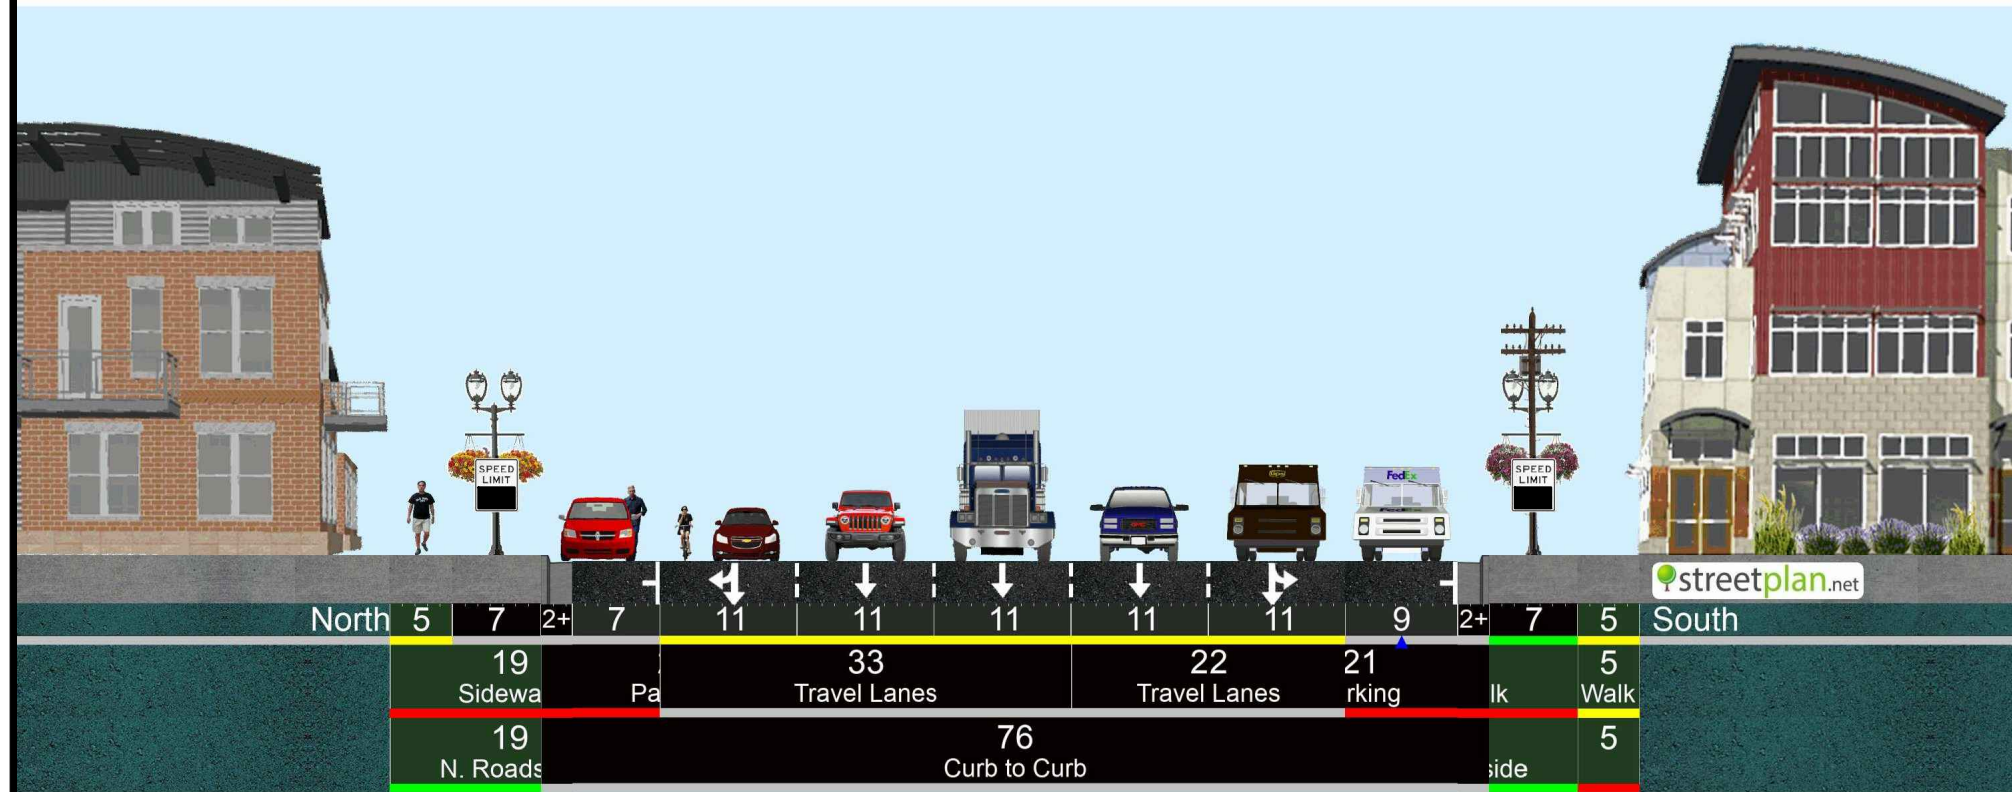 SPEED
LIMIT
FedEx
FedEx
SPEED
LIMIT
streetplan.net
North 5 7 2+ 7 11 11 11 11 11 9 2+ 7 5 South
19 33 22 21 5
Sidewa Pa Travel Lanes Travel Lanes rking lk Walk
19 76 5
N. Roads Curb to Curb side